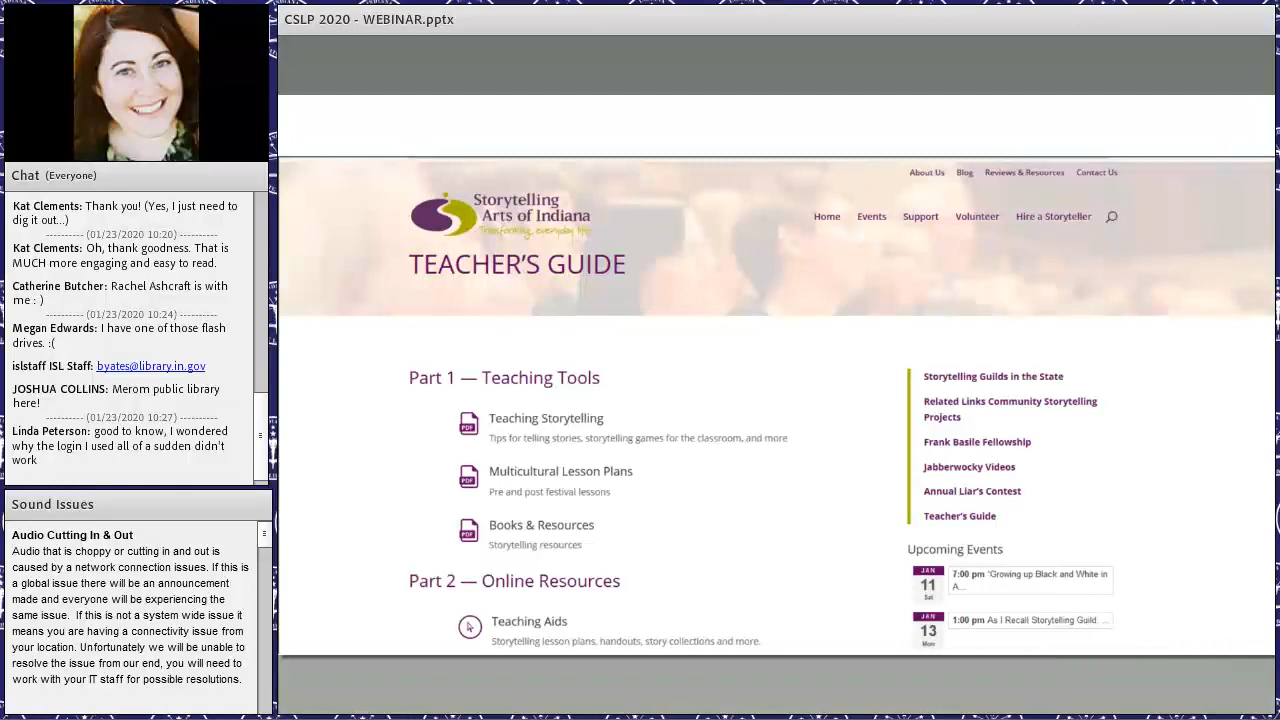 CSLP 2020 - WEBINAR.pptx
Chat (Everyone)
Kat Clements: Thank you! (Yes, I just need to
dig it out...)
---------- (01/23/2020 10:20) ----------
Kat Clements: Oh, thank goodness. That is
MUCH more engaging and easy to read.
Catherine Butcher: Rachel Ashcraft is with
me : )
---------- (01/23/2020 10:24) ----------
Megan Edwards: I have one of those flash
drives. :(
islstaff ISL Staff: byates@library.in.gov
JOSHUA COLLINS: Merom public library
here!
---------- (01/23/2020 10:27) ----------
Linda Peterson: good to know, I wondered
why the login I used all of a sudden didn't
work
Sound Issues
Audio Cutting In & Out
Audio that is choppy or cutting in and out is
caused by a network connection issues. If this is
a global issue there will be an announcement
made and everyone will be experiencing the
same issue.  If this is not a system wide issue it
means you are having a connectivity issue from
your location. Unfortunately we will be unable to
resolve the issue from our end, you will need to
work with your IT staff for possible resolutions.
About Us Blog Reviews & Resources Contact Us
Storytelling
Arts of Indiana
Transforming everyday life
Home Events Support Volunteer Hire a Storyteller
TEACHER'S GUIDE
Part 1 — Teaching Tools
PDF
Teaching Storytelling
Tips for telling stories, storytelling games for the classroom, and more
PDF
Multicultural Lesson Plans
Pre and post festival lessons
PDF
Books & Resources
Storytelling resources
Part 2 — Online Resources
Teaching Aids
Storytelling lesson plans, handouts, story collections and more.
Storytelling Guilds in the State
Related Links Community Storytelling
Projects
Frank Basile Fellowship
Jabberwocky Videos
Annual Liar's Contest
Teacher's Guide
Upcoming Events
JAN
11
Sat
7:00 pm "Growing up Black and White in
A...
JAN
13
Mon
1:00 pm As I Recall Storytelling Guild. ...